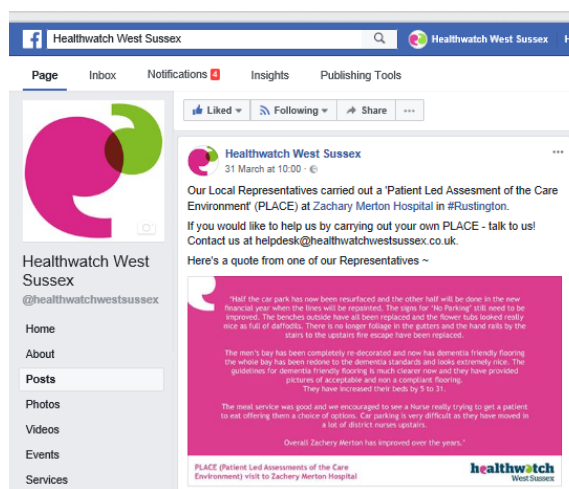 Healthwatch West Sussex
Healthwatch West Sussex
Page Inbox Notifications 4 Insights Publishing Tools
Liked Following Share
Healthwatch West Sussex
@healthwatchwestsussex
Home
About
Posts
Photos
Videos
Events
Services
Healthwatch West Sussex
31 March at 10:00 ·
Our Local Representatives carried out a 'Patient Led Assesment of the Care
Environment' (PLACE) at Zachary Merton Hospital in #Rustington.
If you would like to help us by carrying out your own PLACE - talk to us!
Contact us at helpdesk@healthwatchwestsussex.co.uk.
Here's a quote from one of our Representatives ~
"Half the car park has now been resurfaced and the other half will be done in the new
financial year when the lines will be repainted. The signs for 'No Parking' still need to be
improved. The benches outside have all been replaced and the flower tubs looked really
nice as full of daffodils. There is no longer foliage in the gutters and the hand rails by the
stairs to the upstairs fire escape have been replaced.
The men's bay has been completely re-decorated and now has dementia friendly flooring
the whole bay has been redone to the dementia standards and looks extremely nice. The
guidelines for dementia friendly flooring is much clearer now and they have provided
pictures of acceptable and non a compliant flooring.
They have increased their beds by 5 to 31.
The meal service was good and we encouraged to see a Nurse really trying to get a patient
to eat offering them a choice of options. Car parking is very difficult as they have moved in
a lot of district nurses upstairs.
Overall Zachery Merton has improved over the years."
PLACE (Patient Led Assessments of the Care
Environment) visit to Zachary Merton Hospital
healthwatch
West Sussex